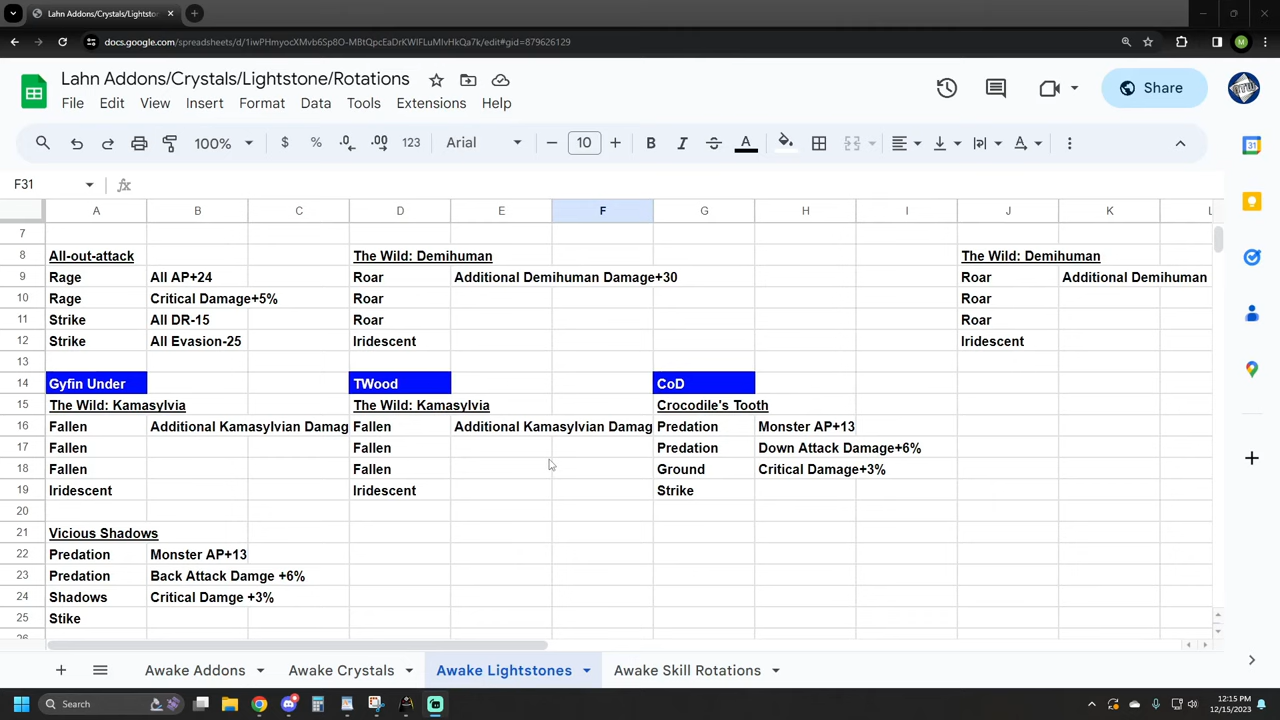 Lahn Addons/Crystals/Lightstone
docs.google.com/spreadsheets/d/1iwPHmyocXMvb6Sp8O-MBtQpcEaDrKWIFLuMlvHkQa7k/edit#gid=879626129
M
Lahn Addons/Crystals/Lightstone/Rotations
File Edit View Insert Format Data Tools Extensions Help
Share
100% $ % .0 .00 123 Arial 10 B I A
F31 fx
A B C D E F G H I J K L
7
8 All-out-attack The Wild: Demihuman The Wild: Demihuman
9 Rage All AP+24 Roar Additional Demihuman Damage+30 Roar Additional Demihuman
10 Rage Critical Damage+5% Roar Roar
11 Strike All DR-15 Roar Roar
12 Strike All Evasion-25 Iridescent Iridescent
13
14 Gyfin Under TWood CoD
15 The Wild: Kamasylvia The Wild: Kamasylvia Crocodile's Tooth
16 Fallen Additional Kamasylvian Damag Fallen Additional Kamasylvian Damag Predation Monster AP+13
17 Fallen Fallen Predation Down Attack Damage+6%
18 Fallen Fallen Ground Critical Damage+3%
19 Iridescent Iridescent Strike
20
21 Vicious Shadows
22 Predation Monster AP+13
23 Predation Back Attack Damge +6%
24 Shadows Critical Damge +3%
25 Stike
26
Awake Addons Awake Crystals Awake Lightstones Awake Skill Rotations
Search
12:15 PM
12/15/2023